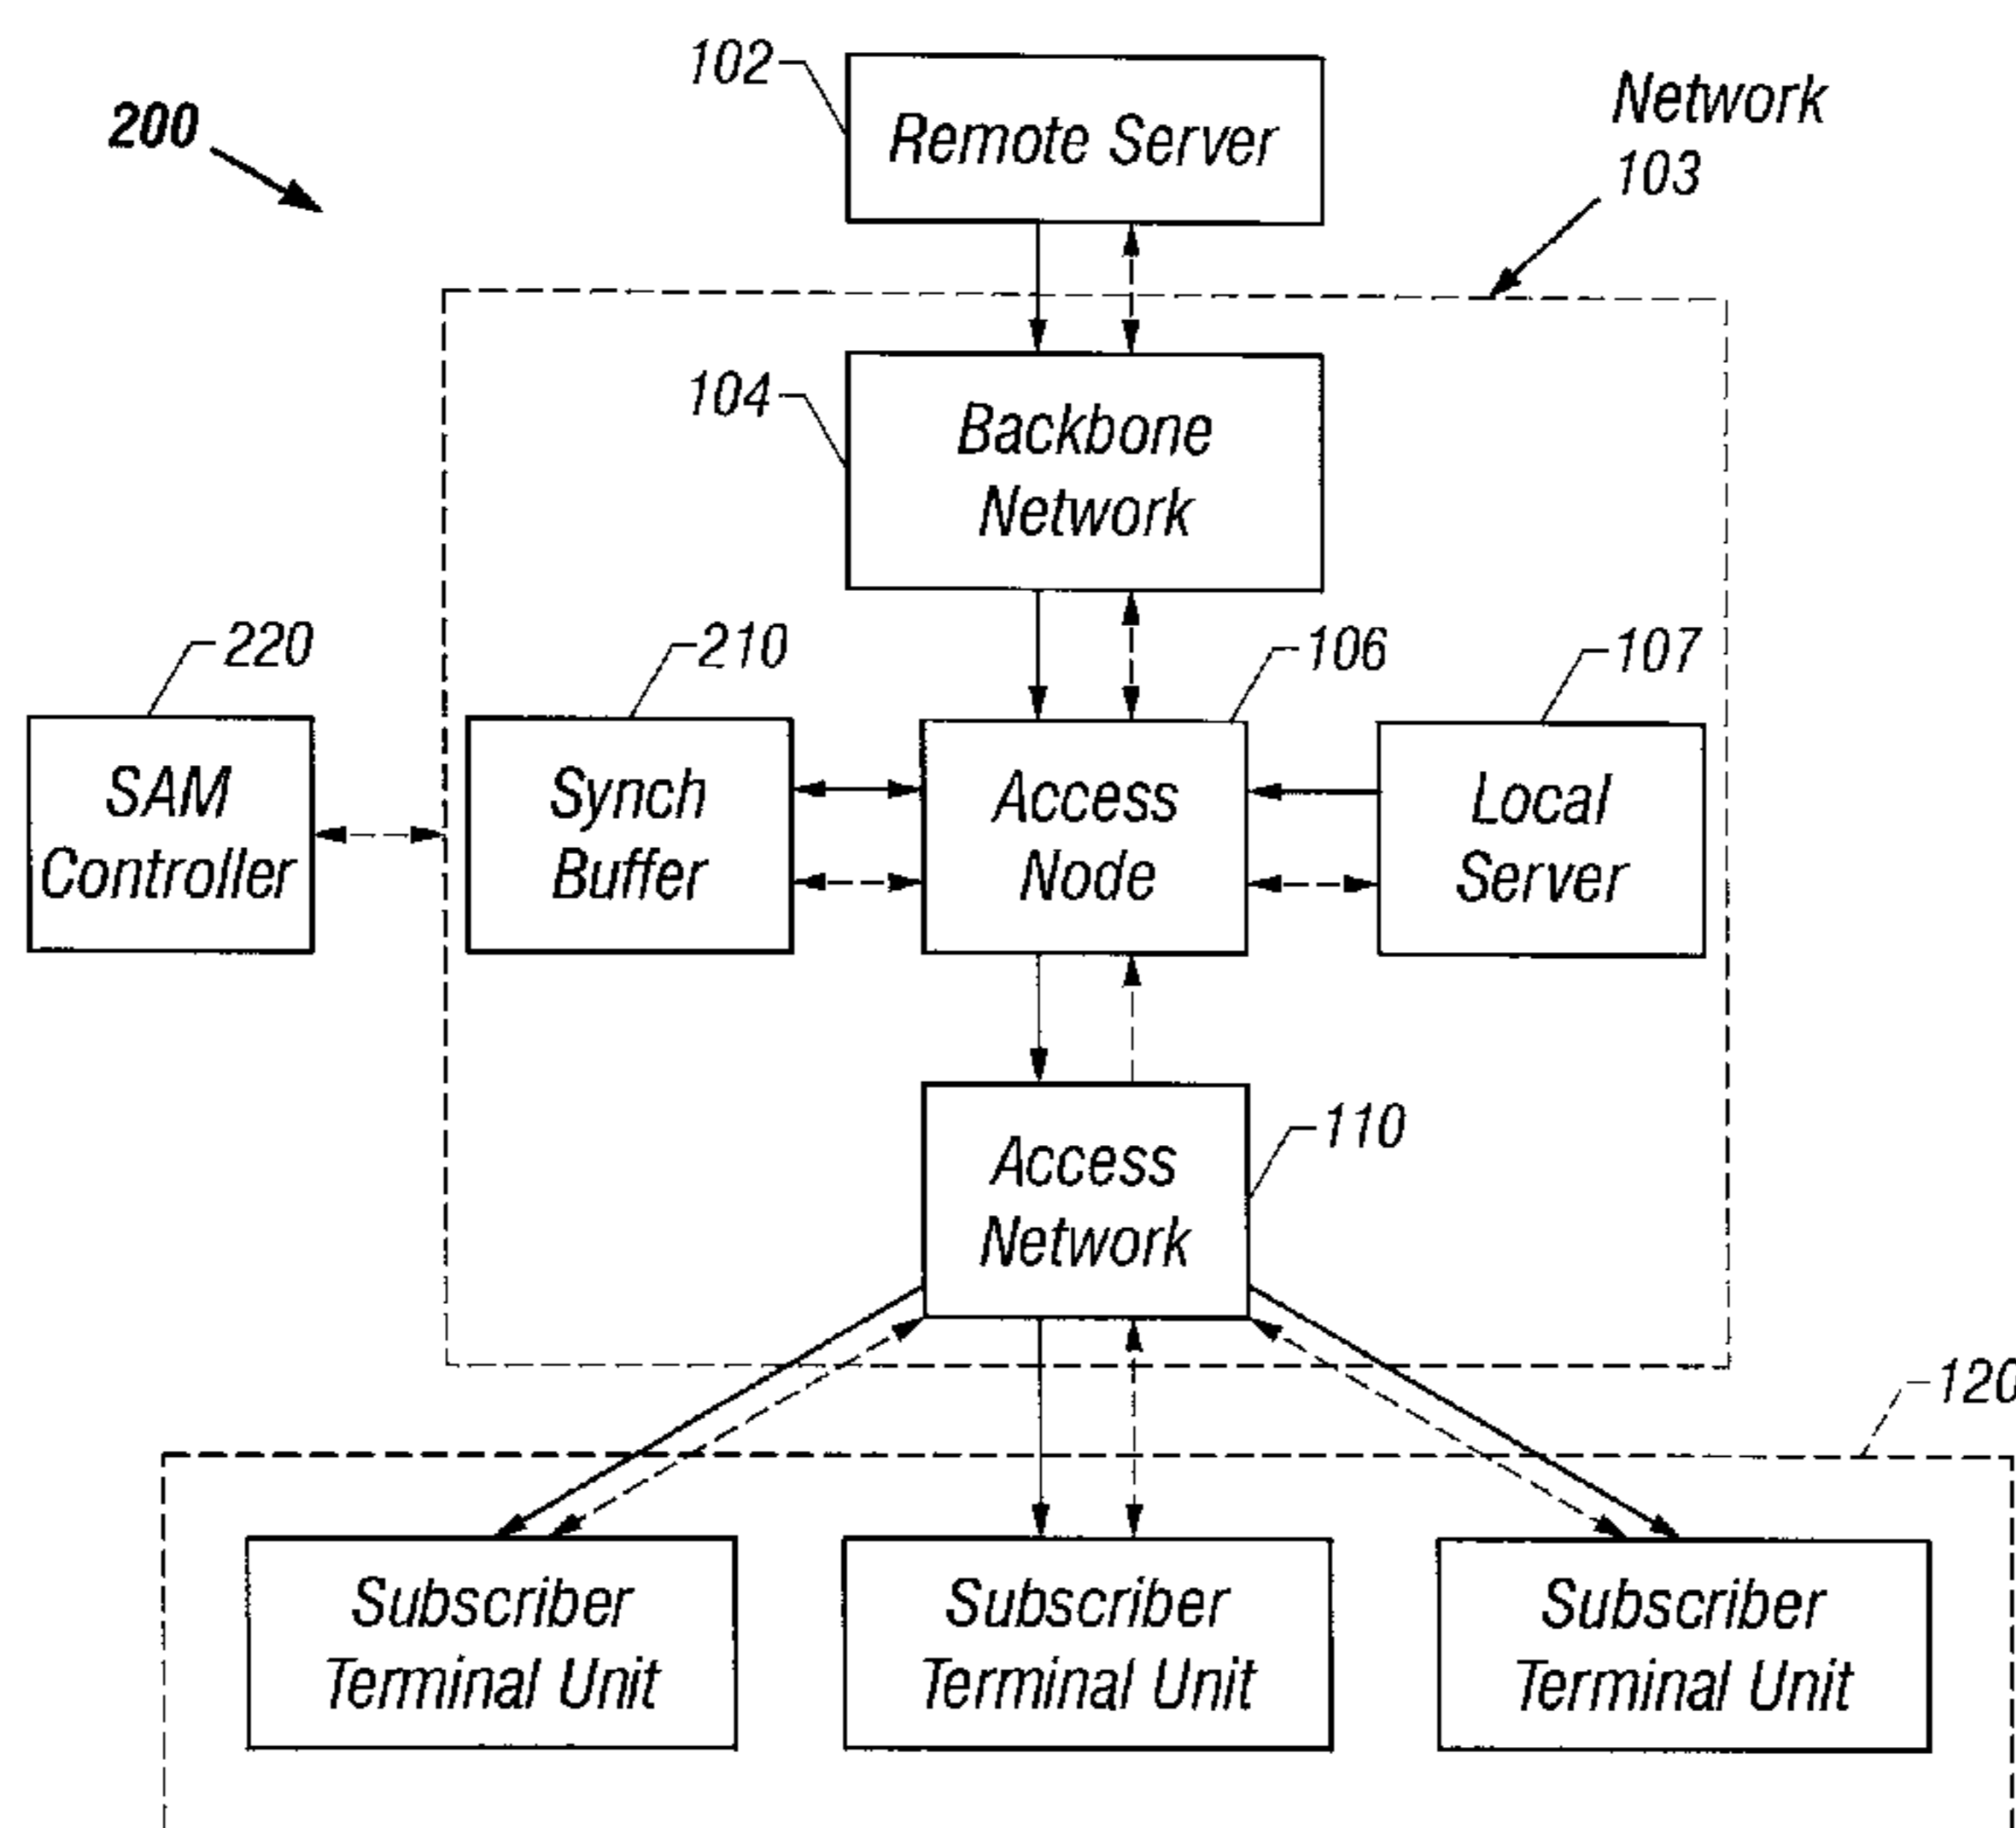 200
102
Remote Server
Network
103
104
Backbone
Network
220
SAM
Controller
210
Synch
Buffer
106
Access
Node
107
Local
Server
110
Access
Network
120
Subscriber
Terminal Unit
Subscriber
Terminal Unit
Subscriber
Terminal Unit